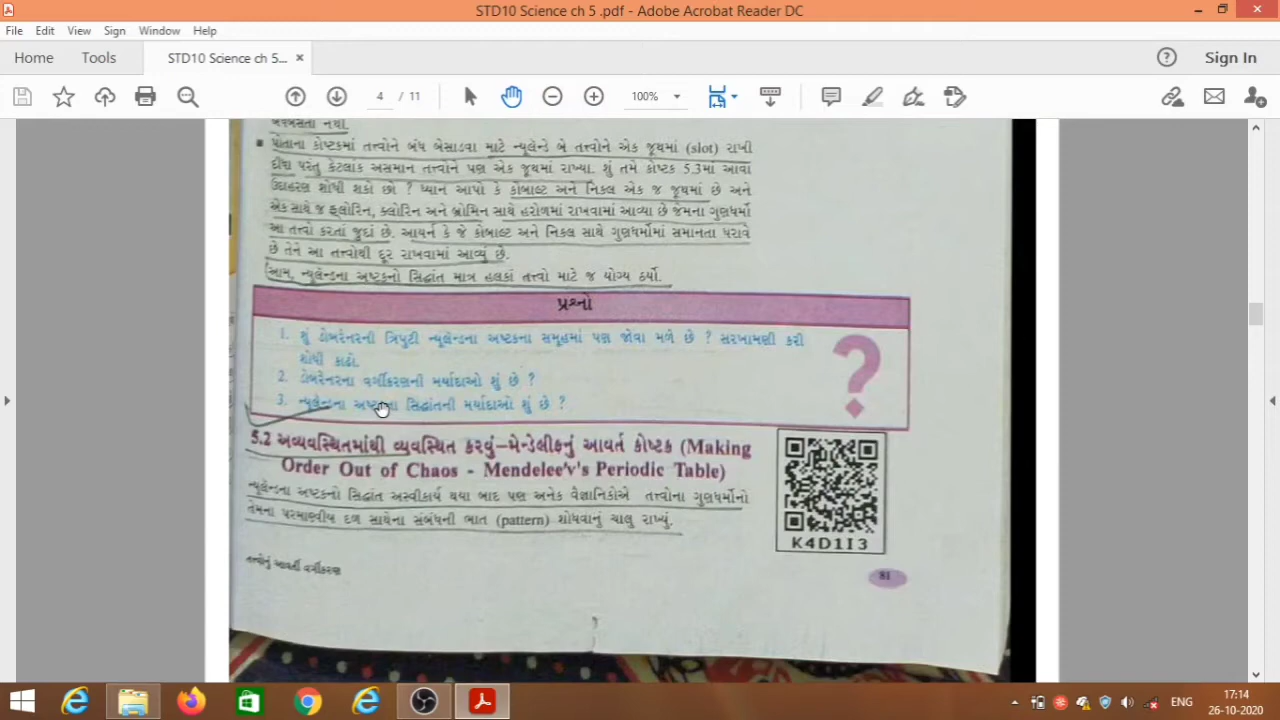 STD10 Science ch 5 .pdf - Adobe Acrobat Reader DC
File Edit View Sign Window Help
Home Tools STD10 Science ch 5... × Sign In
4 / 11 100%
બંધબેસતા નથી.
■ પોતાના કોષ્ટકમાં તત્ત્વોને બંધ બેસાડવા માટે ન્યૂલેન્ડે બે તત્ત્વોને એક જૂથમાં (slot) રાખી
દીધા પરંતુ કેટલાંક અસમાન તત્ત્વોને પણ એક જૂથમાં રાખ્યા. શું તમે કોષ્ટક 5.3માં આવા
ઉદાહરણ શોધી શકો છો ? ધ્યાન આપો કે કોબાલ્ટ અને નિકલ એક જ જૂથમાં છે અને
એક સાથે જ ફ્લોરિન, ક્લોરિન અને બ્રોમિન સાથે હરોળમાં રાખવામાં આવ્યા છે જેમના ગુણધર્મો
આ તત્ત્વો કરતાં જુદાં છે. આયર્ન કે જે કોબાલ્ટ અને નિકલ સાથે ગુણધર્મોમાં સમાનતા ધરાવે
છે તેને આ તત્ત્વોથી દૂર રાખવામાં આવ્યું છે.
આમ, ન્યૂલેન્ડના અષ્ટકનો સિદ્ધાંત માત્ર હલકાં તત્ત્વો માટે જ યોગ્ય ઠર્યો.
પ્રશ્નો
1. શું ડોબરેનરની ત્રિપુટી ન્યૂલેન્ડના અષ્ટકના સમૂહમાં પણ જોવા મળે છે ? સરખામણી કરી
શોધી કાઢો.
2. ડોબરેનરના વર્ગીકરણની મર્યાદાઓ શું છે ?
3. ન્યૂલેન્ડના અષ્ટકના સિદ્ધાંતની મર્યાદાઓ શું છે ?
?
5.2 અવ્યવસ્થિતમાંથી વ્યવસ્થિત કરવું–મેન્ડેલીફનું આવર્ત કોષ્ટક (Making
Order Out of Chaos - Mendelee'v's Periodic Table)
ન્યૂલેન્ડના અષ્ટકનો સિદ્ધાંત અસ્વીકાર્ય થયા બાદ પણ અનેક વૈજ્ઞાનિકોએ તત્ત્વોના ગુણધર્મોનો
તેમના પરમાણ્વીય દળ સાથેના સંબંધની ભાત (pattern) શોધવાનું ચાલુ રાખ્યું.
K4D1I3
તત્ત્વોનું આવર્તી વર્ગીકરણ
81
ENG 17:14
26-10-2020